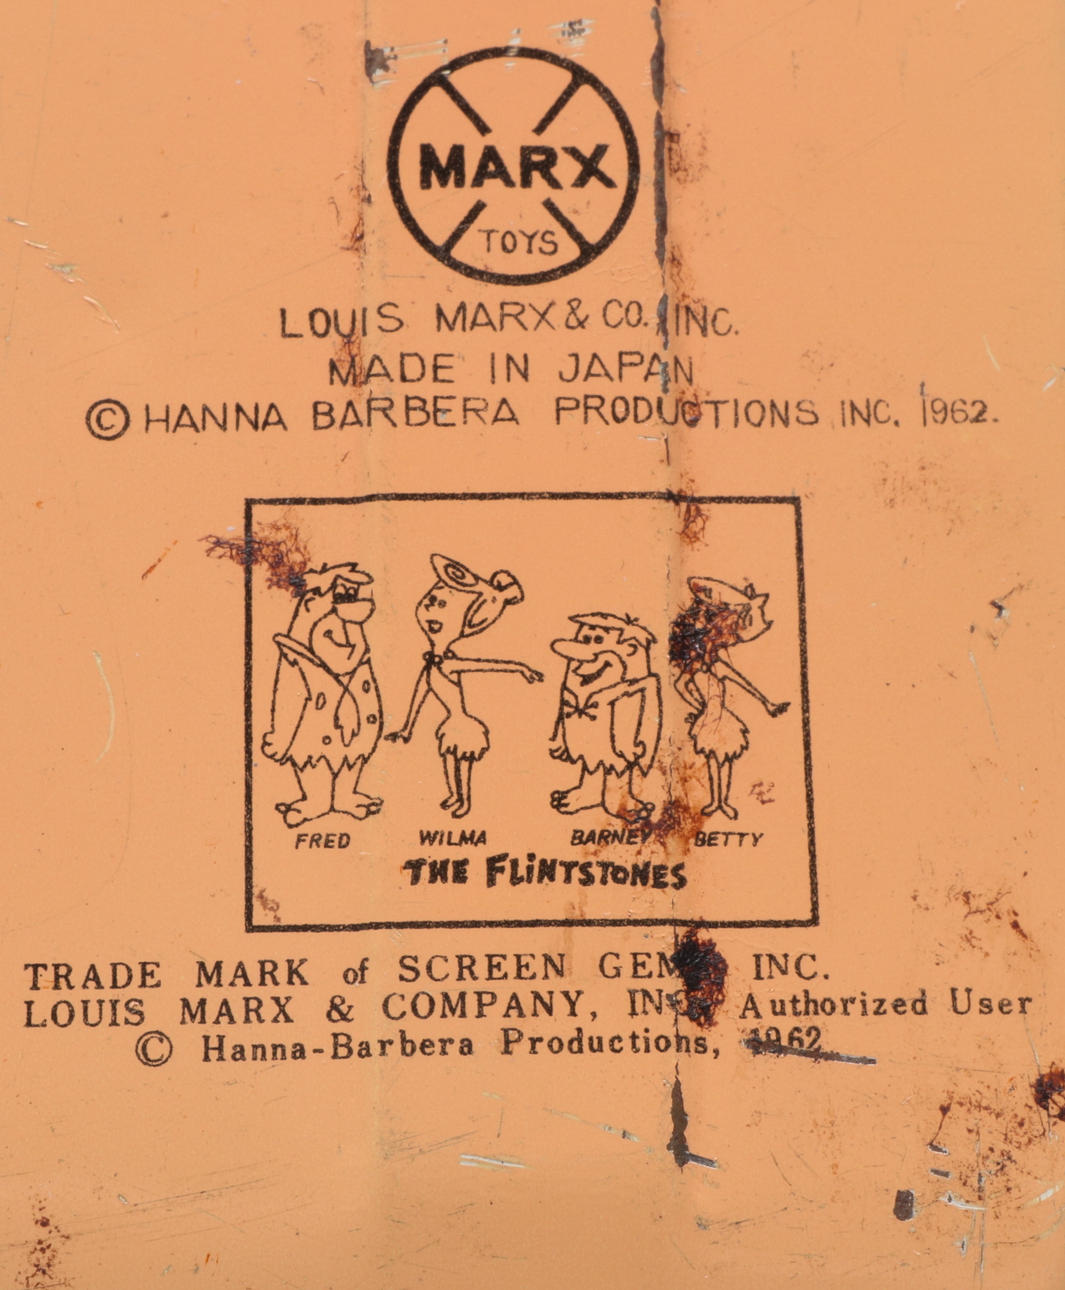 MARX
TOYS
LOUIS MARX & CO. INC.
MADE IN JAPAN
© HANNA BARBERA PRODUCTIONS INC. 1962.
FRED WILMA BARNEY BETTY
THE FLiNTSTONES
TRADE MARK of SCREEN GEMS INC.
LOUIS MARX & COMPANY, INC. Authorized User
© Hanna-Barbera Productions, 1962